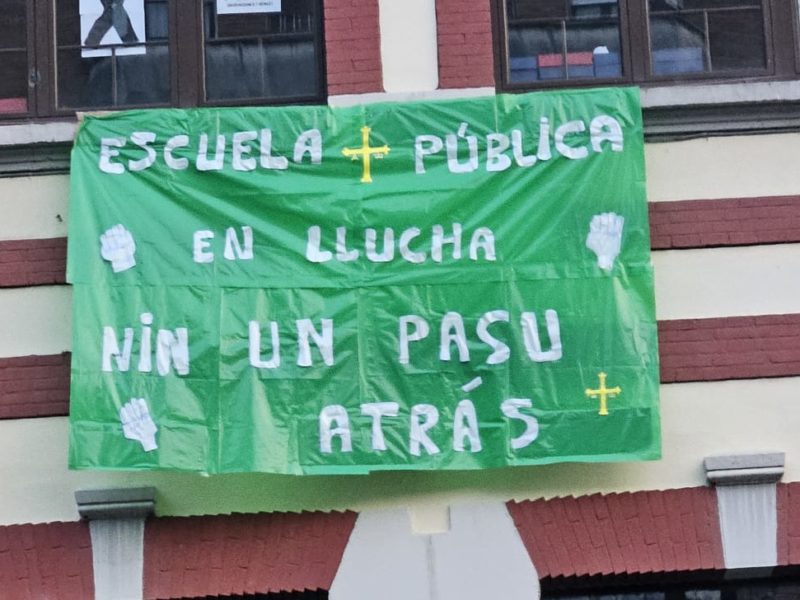 ESCUELA PÚBLICA
EN LLUCHA
NIN UN PASU
ATRÁS